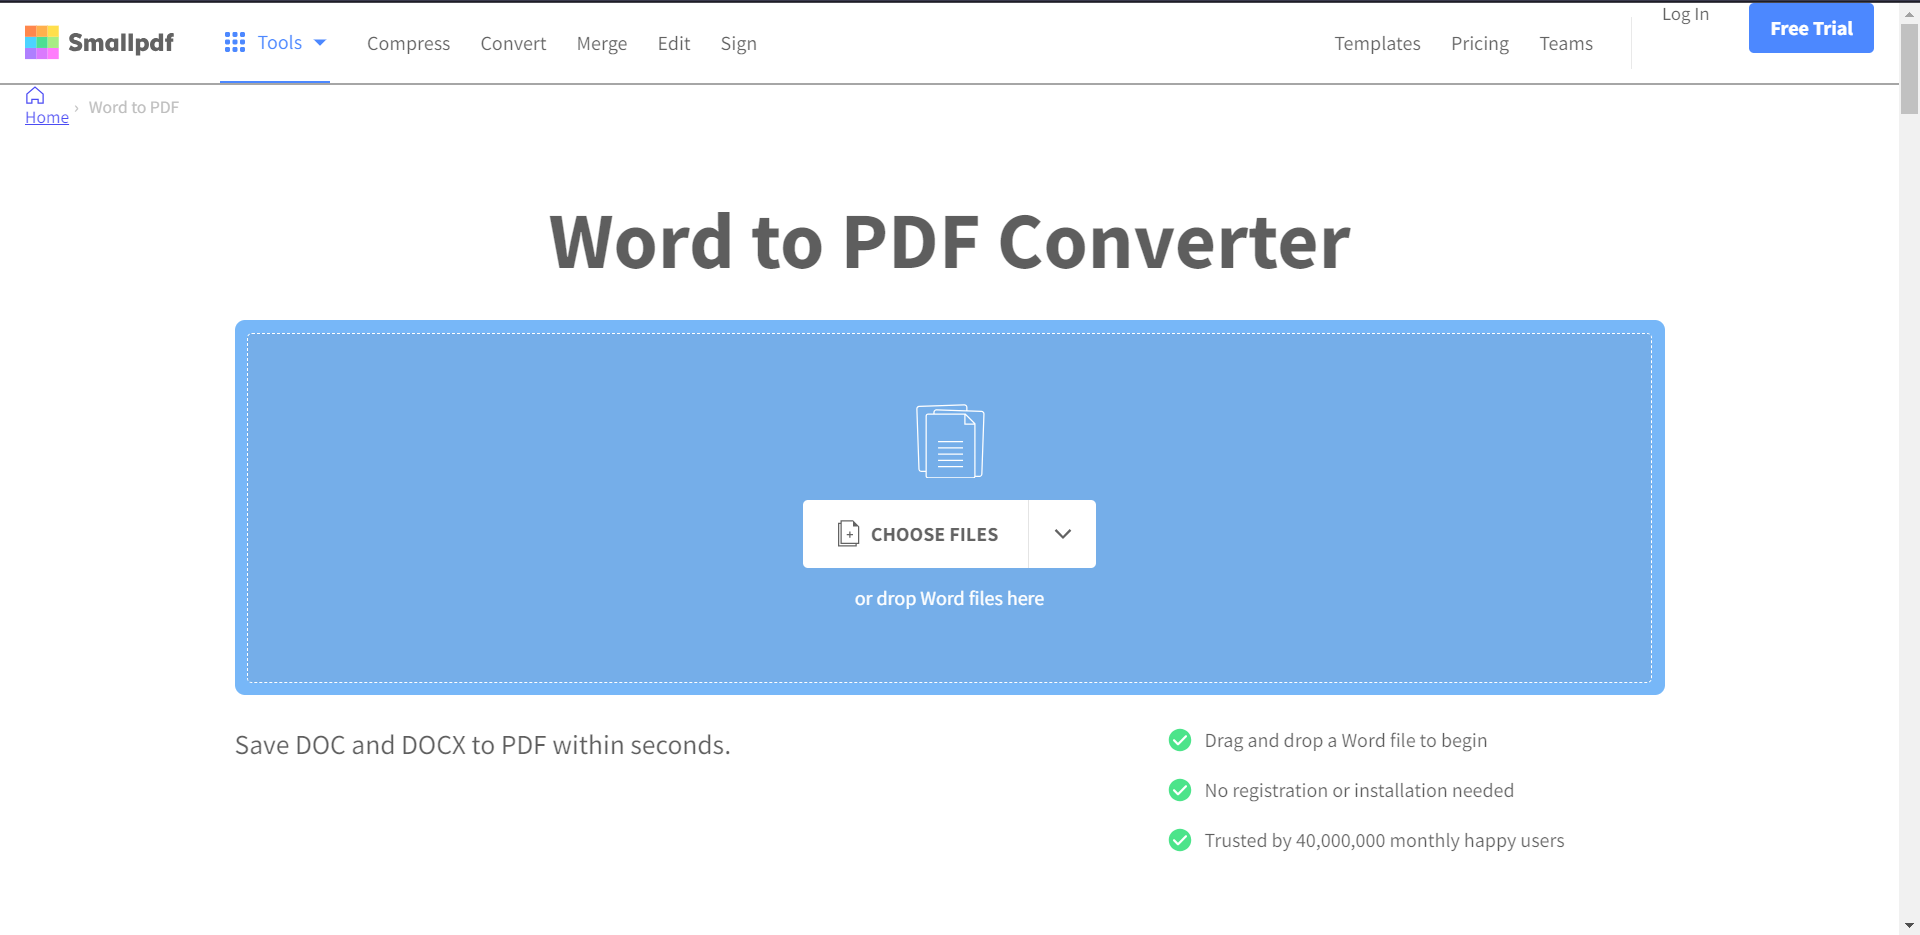 Smallpdf
Tools
Compress
Convert
Merge
Edit
Sign
Templates
Pricing
Teams
Log In
Free Trial
Home › Word to PDF
Word to PDF Converter
CHOOSE FILES
or drop Word files here
Save DOC and DOCX to PDF within seconds.
Drag and drop a Word file to begin
No registration or installation needed
Trusted by 40,000,000 monthly happy users